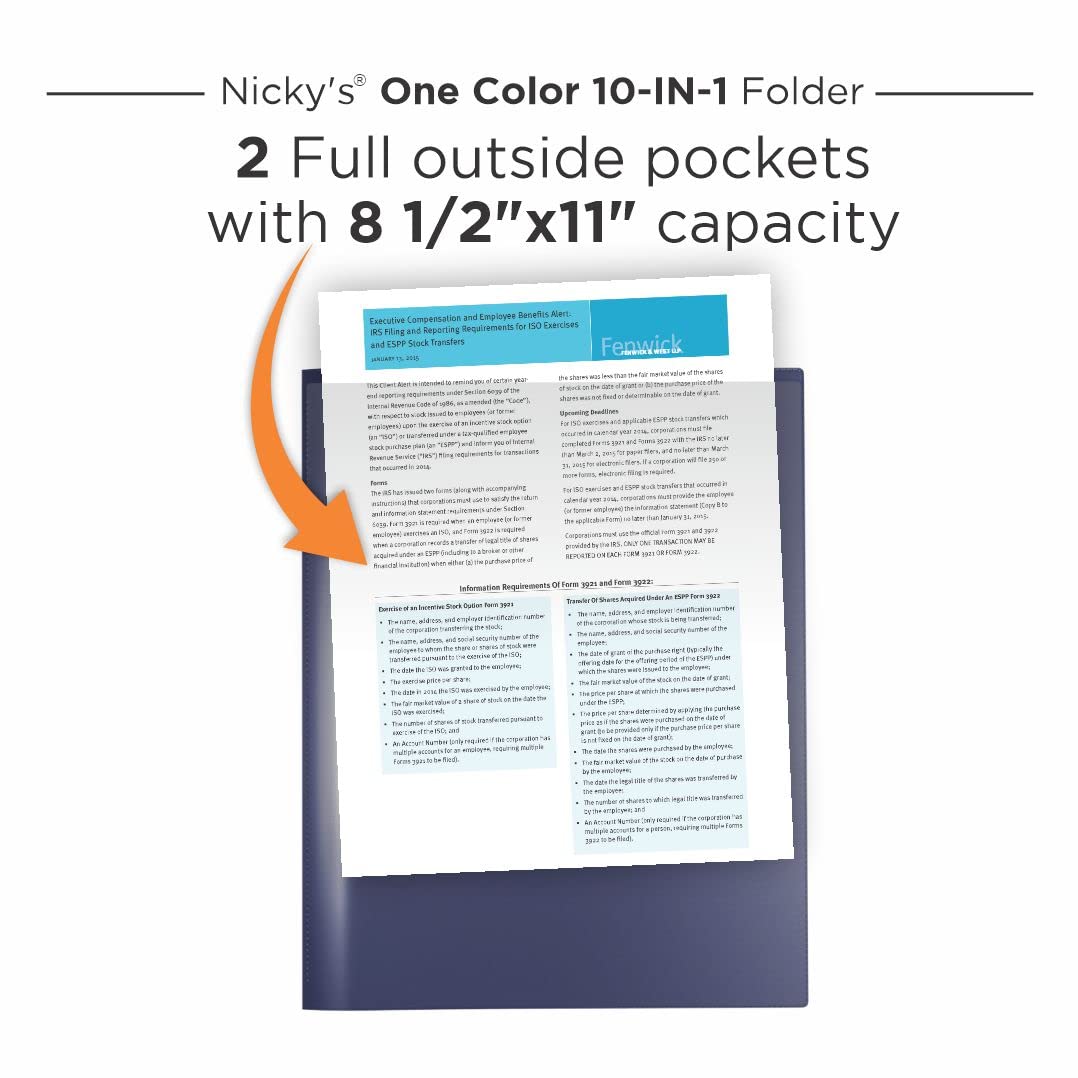 Nicky's® One Color 10-IN-1 Folder
2 Full outside pockets
with 8 1/2"x11" capacity
Executive Compensation and Employee Benefits Alert:
IRS Filing and Reporting Requirements for ISO Exercises
and ESPP Stock Transfers
JANUARY 13, 2015
Fenwick
FENWICK & WEST LLP
This Client Alert is intended to remind you of certain year-
end reporting requirements under Section 6039 of the
Internal Revenue Code of 1986, as amended (the "Code"),
with respect to stock issued to employees (or former
employees) upon the exercise of an incentive stock option
(an "ISO") or transferred under a tax-qualified employee
stock purchase plan (an "ESPP") and inform you of Internal
Revenue Service ("IRS") filing requirements for transactions
that occurred in 2014.
Forms
The IRS has issued two forms (along with accompanying
instructions) that corporations must use to satisfy the return
and information statement requirements under Section
6039. Form 3921 is required when an employee (or former
employee) exercises an ISO, and Form 3922 is required
when a corporation records a transfer of legal title of shares
acquired under an ESPP (including to a broker or other
financial institution) when either (a) the purchase price of
the shares was less than the fair market value of the shares
of stock on the date of grant or (b) the purchase price of the
shares was not fixed or determinable on the date of grant.
Upcoming Deadlines
For ISO exercises and applicable ESPP stock transfers which
occurred in calendar year 2014, corporations must file
completed Forms 3921 and Forms 3922 with the IRS no later
than March 2, 2015 for paper filers, and no later than March
31, 2015 for electronic filers. If a corporation will file 250 or
more forms, electronic filing is required.
For ISO exercises and ESPP stock transfers that occurred in
calendar year 2014, corporations must provide the employee
(or former employee) the information statement (Copy B to
the applicable Form) no later than January 31, 2015.
Corporations must use the official Form 3921 and 3922
provided by the IRS. ONLY ONE TRANSACTION MAY BE
REPORTED ON EACH FORM 3921 OR FORM 3922.
Information Requirements Of Form 3921 and Form 3922:
Exercise of an Incentive Stock Option Form 3921
• The name, address, and employer identification number
of the corporation transferring the stock;
• The name, address, and social security number of the
employee to whom the share or shares of stock were
transferred pursuant to the exercise of the ISO;
• The date the ISO was granted to the employee;
• The exercise price per share;
• The date in 2014 the ISO was exercised by the employee;
• The fair market value of a share of stock on the date the
ISO was exercised;
• The number of shares of stock transferred pursuant to
exercise of the ISO; and
• An Account Number (only required if the corporation has
multiple accounts for an employee, requiring multiple
Forms 3921 to be filed).
Transfer Of Shares Acquired Under An ESPP Form 3922
• The name, address, and employer identification number
of the corporation whose stock is being transferred;
• The name, address, and social security number of the
employee;
• The date of grant of the purchase right (typically the
offering date for the offering period of the ESPP) under
which the shares were issued to the employee;
• The fair market value of the stock on the date of grant;
• The price per share at which the shares were purchased
under the ESPP;
• The price per share determined by applying the purchase
price as if the shares were purchased on the date of
grant (to be provided only if the purchase price per share
is not fixed on the date of grant);
• The date the shares were purchased by the employee;
• The fair market value of the stock on the date of purchase
by the employee;
• The date the legal title of the shares was transferred by
the employee;
• The number of shares to which legal title was transferred
by the employee; and
• An Account Number (only required if the corporation has
multiple accounts for a person, requiring multiple Forms
3922 to be filed).